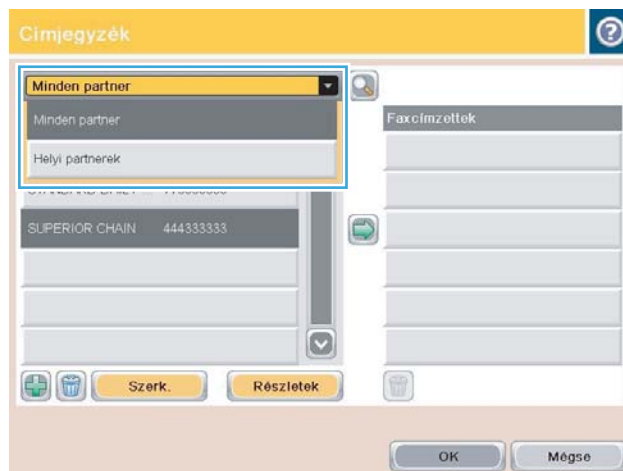 Címjegyzék
Minden partner
Minden partner
Helyi partnerek
Faxcímzettek
SUPERIOR CHAIN 444333333
Szerk.
Részletek
OK
Mégse